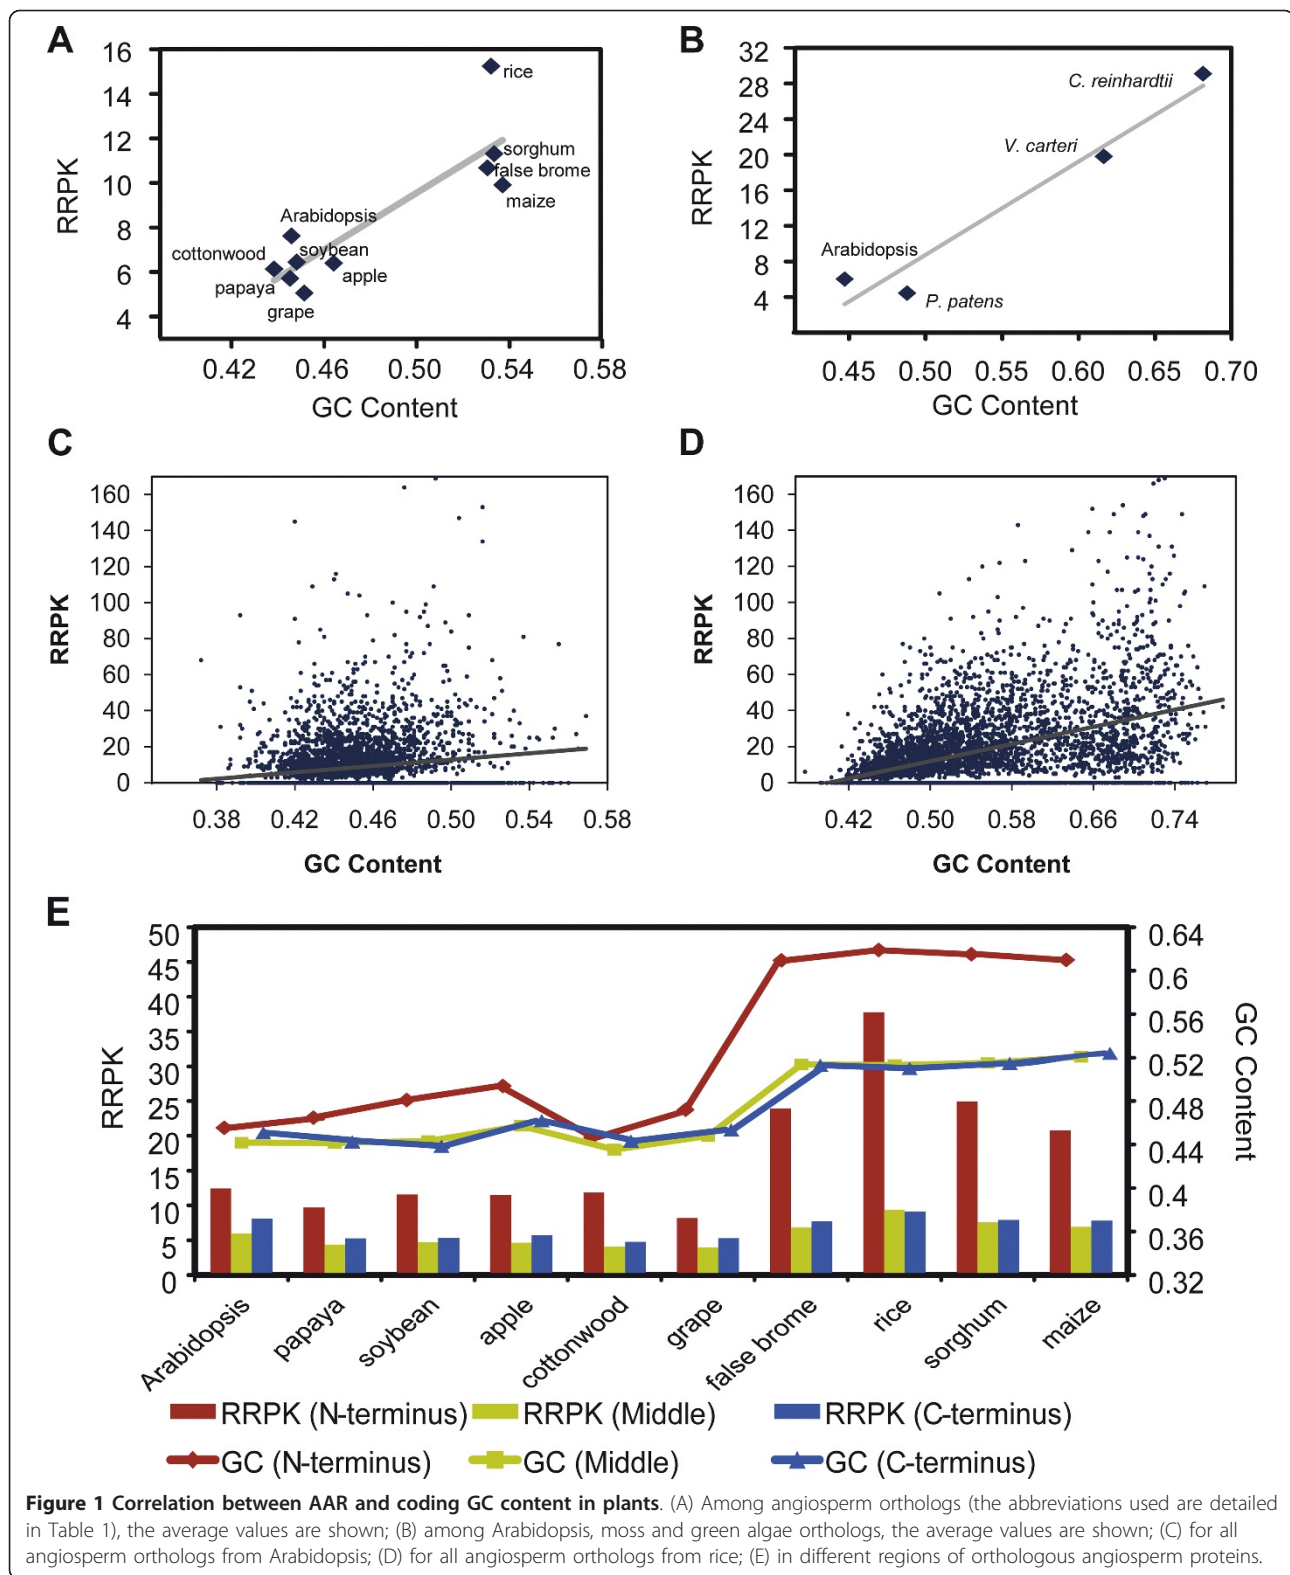 A
B
RRPK
16
14
12
10
8
6
4
rice
sorghum
false brome
maize
Arabidopsis
soybean
cottonwood
apple
papaya
grape
0.42 0.46 0.50 0.54 0.58
GC Content
RRPK
32
28
24
20
16
12
8
4
C. reinhardtii
V. carteri
Arabidopsis
P. patens
0.45 0.50 0.55 0.60 0.65 0.70
GC Content
C
D
RRPK
160
140
120
100
80
60
40
20
0
0.38 0.42 0.46 0.50 0.54 0.58
GC Content
RRPK
160
140
120
100
80
60
40
20
0
0.42 0.50 0.58 0.66 0.74
GC Content
E
RRPK
50
45
40
35
30
25
20
15
10
5
0
0.64
0.6
0.56
0.52
0.48
0.44
0.4
0.36
0.32
GC Content
Arabidopsis
papaya
soybean
apple
cottonwood
grape
false brome
rice
sorghum
maize
RRPK (N-terminus) RRPK (Middle) RRPK (C-terminus)
GC (N-terminus) GC (Middle) GC (C-terminus)
Figure 1 Correlation between AAR and coding GC content in plants. (A) Among angiosperm orthologs (the abbreviations used are detailed
in Table 1), the average values are shown; (B) among Arabidopsis, moss and green algae orthologs, the average values are shown; (C) for all
angiosperm orthologs from Arabidopsis; (D) for all angiosperm orthologs from rice; (E) in different regions of orthologous angiosperm proteins.